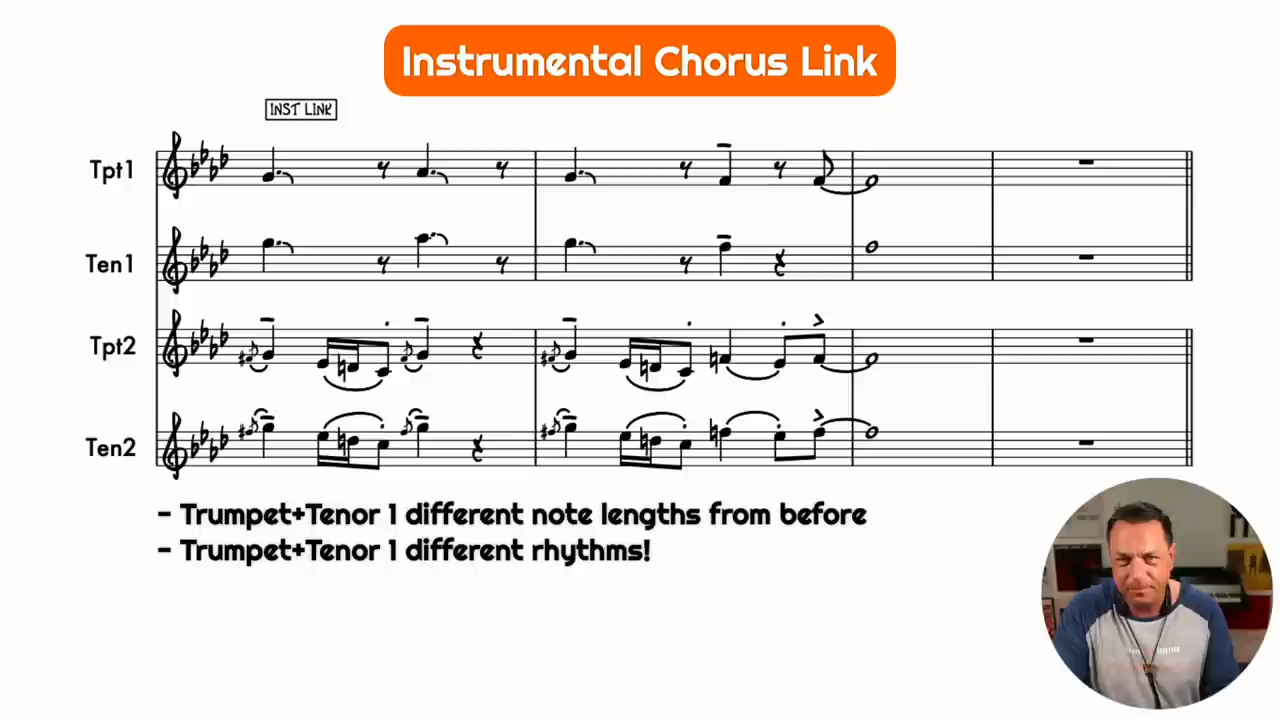 Instrumental Chorus Link
INST LINK
Tpt1
Ten1
Tpt2
Ten2
- Trumpet+Tenor 1 different note lengths from before
- Trumpet+Tenor 1 different rhythms!